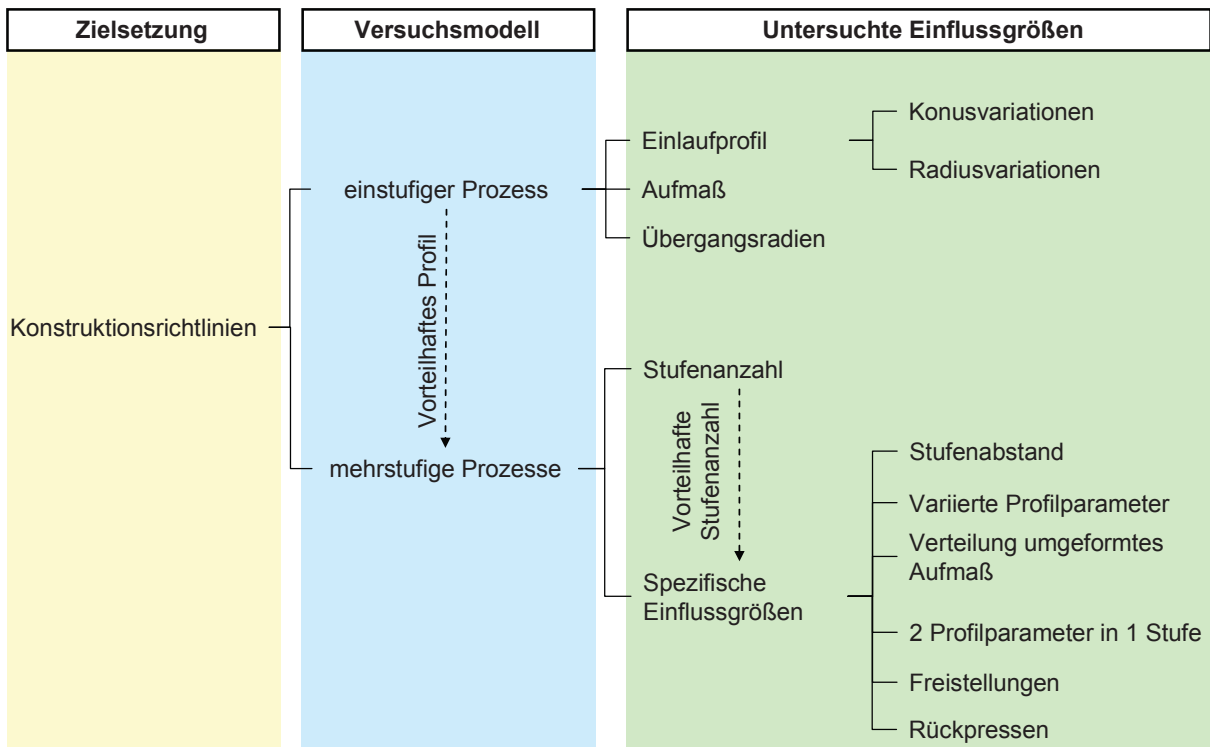 Zielsetzung
Versuchsmodell
Untersuchte Einflussgrößen
Konstruktionsrichtlinien
einstufiger Prozess
Vorteilhaftes Profil
mehrstufige Prozesse
Einlaufprofil
Konusvariationen
Radiusvariationen
Aufmaß
Übergangsradien
Stufenanzahl
Vorteilhafte
Stufenanzahl
Spezifische
Einflussgrößen
Stufenabstand
Variierte Profilparameter
Verteilung umgeformtes
Aufmaß
2 Profilparameter in 1 Stufe
Freistellungen
Rückpressen